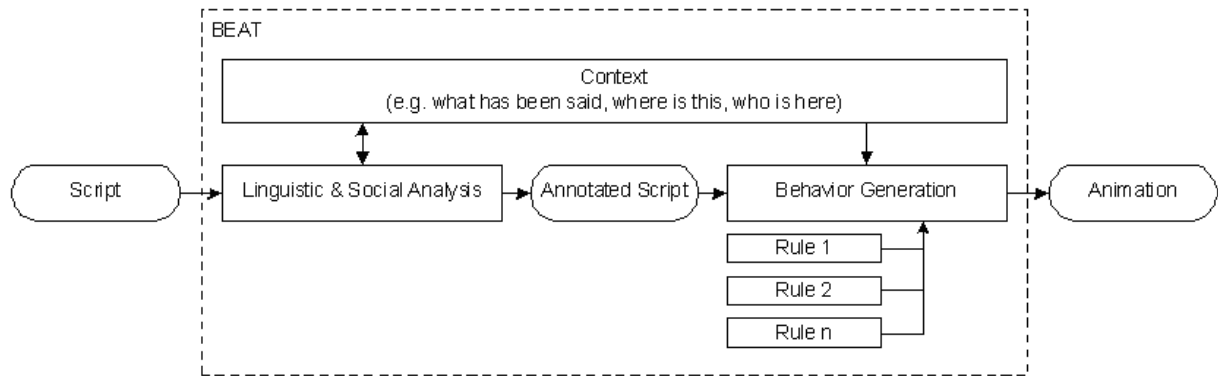 BEAT
Context
(e.g. what has been said, where is this, who is here)
Script
Linguistic & Social Analysis
Annotated Script
Behavior Generation
Animation
Rule 1
Rule 2
Rule n